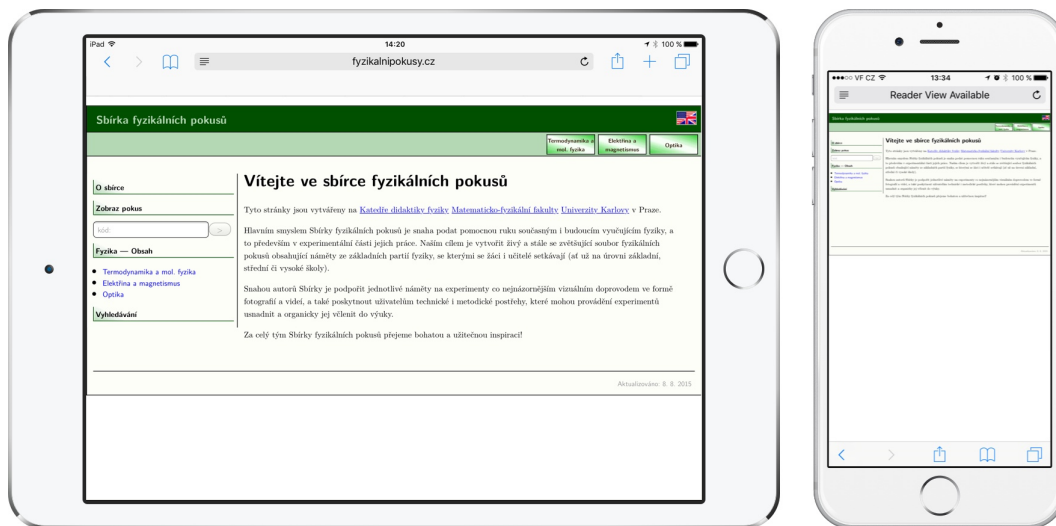 iPad
14:20
100 %
fyzikalnipokusy.cz
Sbírka fyzikálních pokusů
Termodynamika a
mol. fyzika
Elektřina a
magnetismus
Optika
O sbírce
Zobraz pokus
kód
>
Fyzika — Obsah
Termodynamika a mol. fyzika
Elektřina a magnetismus
Optika
Vyhledávání
Vítejte ve sbírce fyzikálních pokusů
Tyto stránky jsou vytvářeny na Katedře didaktiky fyziky Matematicko-fyzikální fakulty Univerzity Karlovy v Praze.
Hlavním smyslem Sbírky fyzikálních pokusů je snaha podat pomocnou ruku současným i budoucím vyučujícím fyziky, a
to především v experimentální části jejich práce. Naším cílem je vytvořit živý a stále se zvětšující soubor fyzikálních
pokusů obsahující náměty ze základních partií fyziky, se kterými se žáci i učitelé setkávají (ať už na úrovni základní,
střední či vysoké školy).
Snahou autorů Sbírky je podpořit jednotlivé náměty na experimenty co nejnázornějším vizuálním doprovodem ve formě
fotografií a videí, a také poskytnout uživatelům technické i metodické postřehy, které mohou provádění experimentů
usnadnit a organicky jej včlenit do výuky.
Za celý tým Sbírky fyzikálních pokusů přejeme bohatou a užitečnou inspiraci!
Aktualizováno: 8. 8. 2015
VF CZ
13:34
100 %
Reader View Available
Sbírka fyzikálních pokusů
Vítejte ve sbírce fyzikálních pokusů